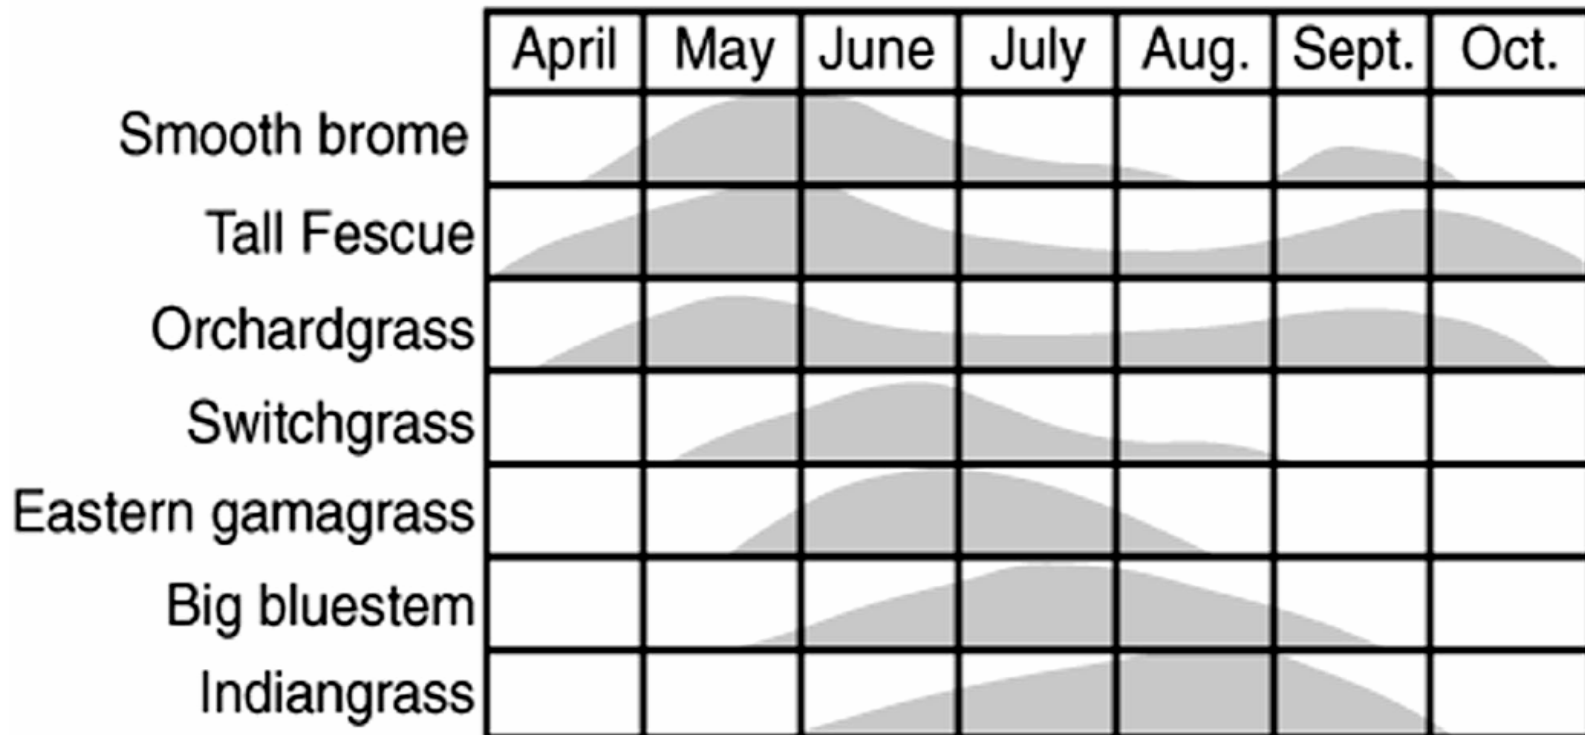 April May June July Aug. Sept. Oct.
Smooth brome
Tall Fescue
Orchardgrass
Switchgrass
Eastern gamagrass
Big bluestem
Indiangrass